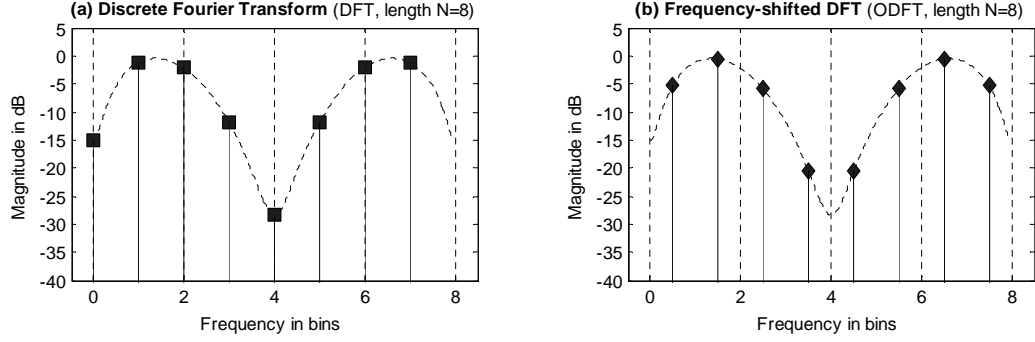 (a) Discrete Fourier Transform (DFT, length N=8)
5
0
-5
-10
-15
-20
-25
-30
-35
-40
Magnitude in dB
0 2 4 6 8
Frequency in bins
(b) Frequency-shifted DFT (ODFT, length N=8)
5
0
-5
-10
-15
-20
-25
-30
-35
-40
Magnitude in dB
0 2 4 6 8
Frequency in bins